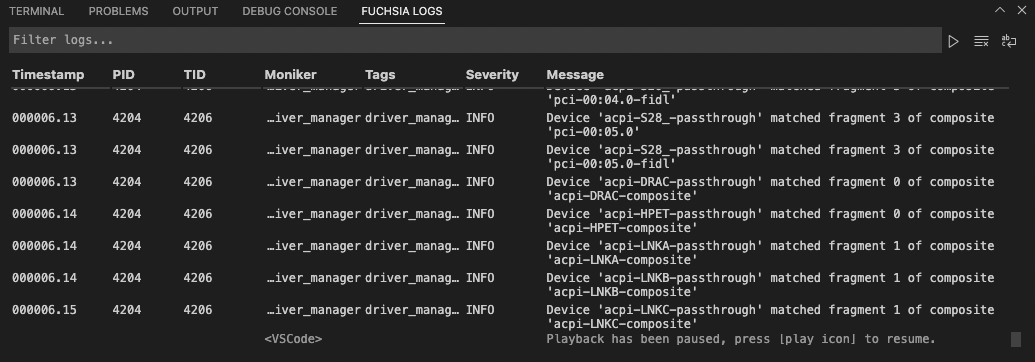 TERMINAL PROBLEMS OUTPUT DEBUG CONSOLE FUCHSIA LOGS
Filter logs...
Timestamp PID TID Moniker Tags Severity Message
'pci-00:04.0-fidl'
000006.13 4204 4206 …iver_manager driver_manag… INFO Device 'acpi-S28_-passthrough' matched fragment 3 of composite
'pci-00:05.0'
000006.13 4204 4206 …iver_manager driver_manag… INFO Device 'acpi-S28_-passthrough' matched fragment 3 of composite
'pci-00:05.0-fidl'
000006.13 4204 4206 …iver_manager driver_manag… INFO Device 'acpi-DRAC-passthrough' matched fragment 0 of composite
'acpi-DRAC-composite'
000006.14 4204 4206 …iver_manager driver_manag… INFO Device 'acpi-HPET-passthrough' matched fragment 0 of composite
'acpi-HPET-composite'
000006.14 4204 4206 …iver_manager driver_manag… INFO Device 'acpi-LNKA-passthrough' matched fragment 1 of composite
'acpi-LNKA-composite'
000006.14 4204 4206 …iver_manager driver_manag… INFO Device 'acpi-LNKB-passthrough' matched fragment 1 of composite
'acpi-LNKB-composite'
000006.15 4204 4206 …iver_manager driver_manag… INFO Device 'acpi-LNKC-passthrough' matched fragment 1 of composite
'acpi-LNKC-composite'
<VSCode> Playback has been paused, press [play icon] to resume.